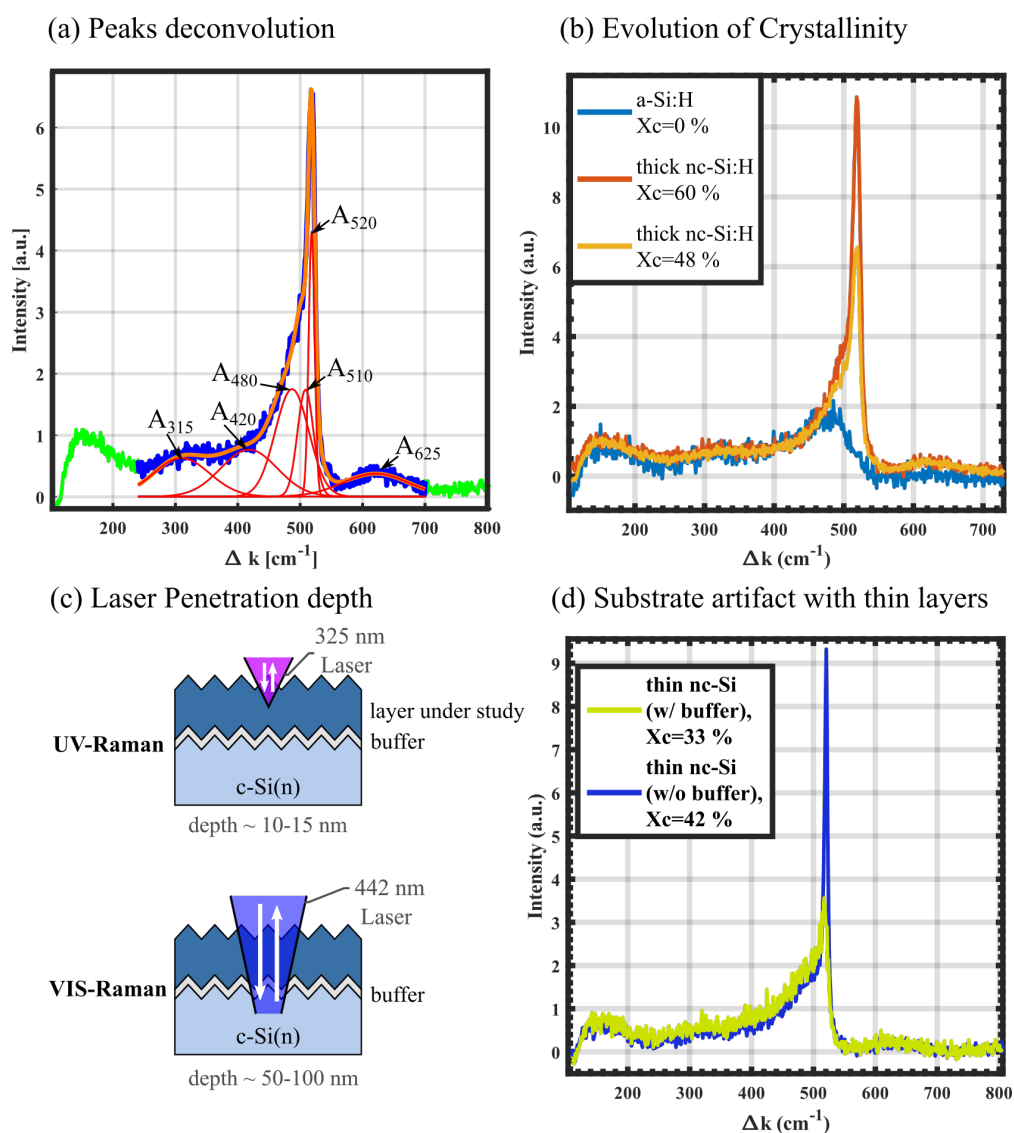 (a) Peaks deconvolution
Intensity [a.u.]
6
5
4
3
2
1
0
A₅₂₀
A₄₈₀
A₅₁₀
A₄₂₀
A₃₁₅
A₆₂₅
200
300
400
500
600
700
800
Δ k [cm⁻¹]
(b) Evolution of Crystallinity
Intensity (a.u.)
10
8
6
4
2
0
a-Si:H
Xc=0 %
thick nc-Si:H
Xc=60 %
thick nc-Si:H
Xc=48 %
200
300
400
500
600
700
Δ k (cm⁻¹)
(c) Laser Penetration depth
325 nm
Laser
layer under study
UV-Raman
buffer
c-Si(n)
depth ~ 10-15 nm
442 nm
Laser
VIS-Raman
buffer
c-Si(n)
depth ~ 50-100 nm
(d) Substrate artifact with thin layers
Intensity (a.u.)
9
8
7
6
5
4
3
2
1
0
thin nc-Si
(w/ buffer),
Xc=33 %
thin nc-Si
(w/o buffer),
Xc=42 %
200
300
400
500
600
700
800
Δk (cm⁻¹)